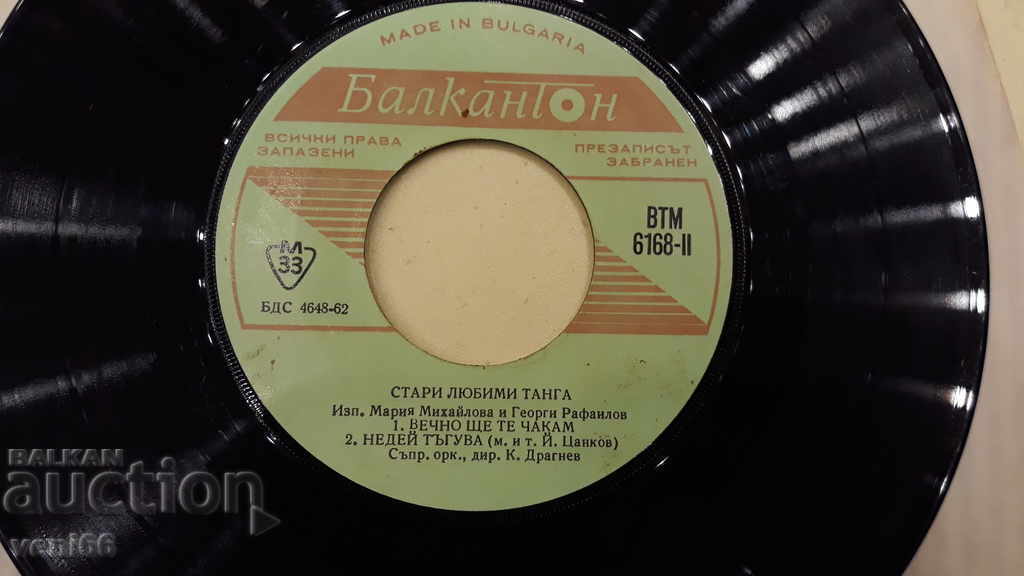 MADE IN BULGARIA
Балкантон
ВСИЧКИ ПРАВА
ЗАПАЗЕНИ
ПРЕЗАПИСЪТ
ЗАБРАНЕН
ВТМ
6168-II
М
33
БДС 4648-62
СТАРИ ЛЮБИМИ ТАНГА
Изп. Мария Михайлова и Георги Рафаилов
1. ВЕЧНО ЩЕ ТЕ ЧАКАМ
2. НЕДЕЙ ТЪГУВА (м. и т. Й. Цанков)
Съпр. орк., дир. К. Драгнев
BALKAN
auction
veni66